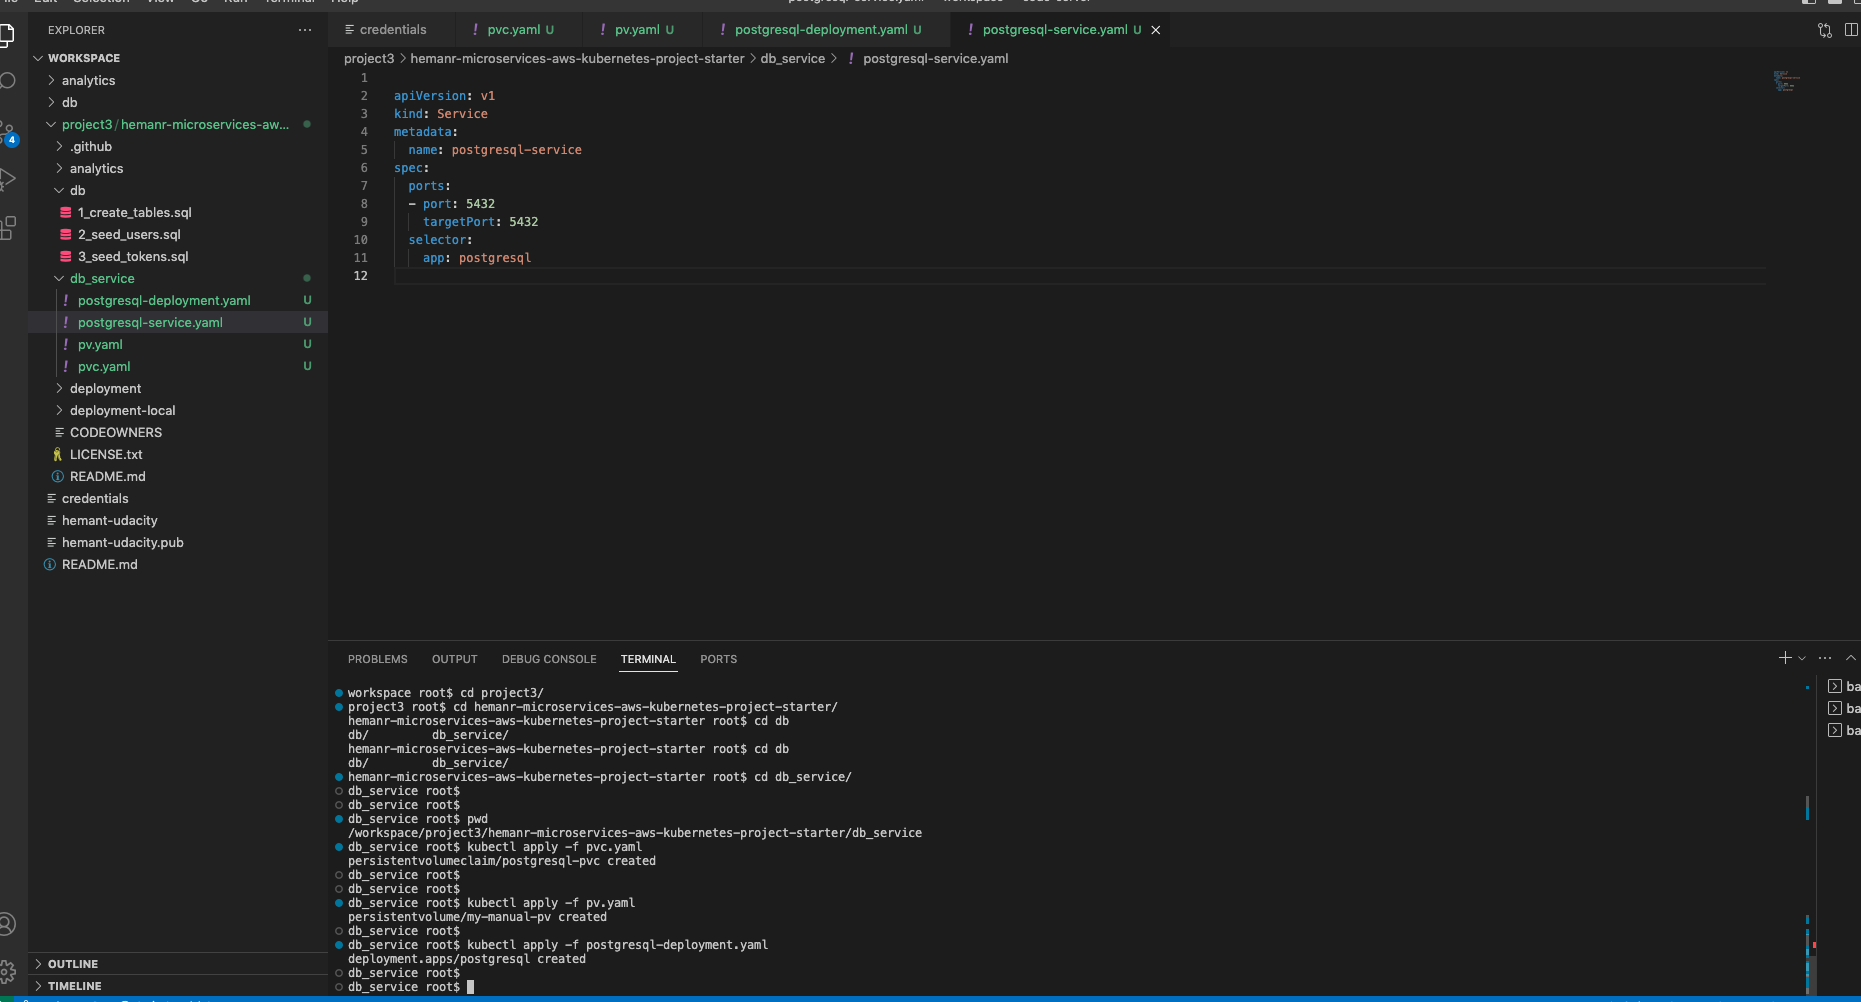 EXPLORER
WORKSPACE
analytics
db
project3/hemanr-microservices-aw...
.github
analytics
db
1_create_tables.sql
2_seed_users.sql
3_seed_tokens.sql
db_service
postgresql-deployment.yaml U
postgresql-service.yaml U
pv.yaml U
pvc.yaml U
deployment
deployment-local
CODEOWNERS
LICENSE.txt
README.md
credentials
hemant-udacity
hemant-udacity.pub
README.md
OUTLINE
TIMELINE
4
credentials ! pvc.yaml U ! pv.yaml U ! postgresql-deployment.yaml U ! postgresql-service.yaml U
project3 > hemanr-microservices-aws-kubernetes-project-starter > db_service > ! postgresql-service.yaml
1
2 apiVersion: v1
3 kind: Service
4 metadata:
5 name: postgresql-service
6 spec:
7 ports:
8 - port: 5432
9 targetPort: 5432
10 selector:
11 app: postgresql
12
PROBLEMS OUTPUT DEBUG CONSOLE TERMINAL PORTS
workspace root$ cd project3/
project3 root$ cd hemanr-microservices-aws-kubernetes-project-starter/
hemanr-microservices-aws-kubernetes-project-starter root$ cd db
db/ db_service/
hemanr-microservices-aws-kubernetes-project-starter root$ cd db
db/ db_service/
hemanr-microservices-aws-kubernetes-project-starter root$ cd db_service/
db_service root$
db_service root$
db_service root$ pwd
/workspace/project3/hemanr-microservices-aws-kubernetes-project-starter/db_service
db_service root$ kubectl apply -f pvc.yaml
persistentvolumeclaim/postgresql-pvc created
db_service root$
db_service root$
db_service root$ kubectl apply -f pv.yaml
persistentvolume/my-manual-pv created
db_service root$
db_service root$ kubectl apply -f postgresql-deployment.yaml
deployment.apps/postgresql created
db_service root$
db_service root$
ba
ba
ba